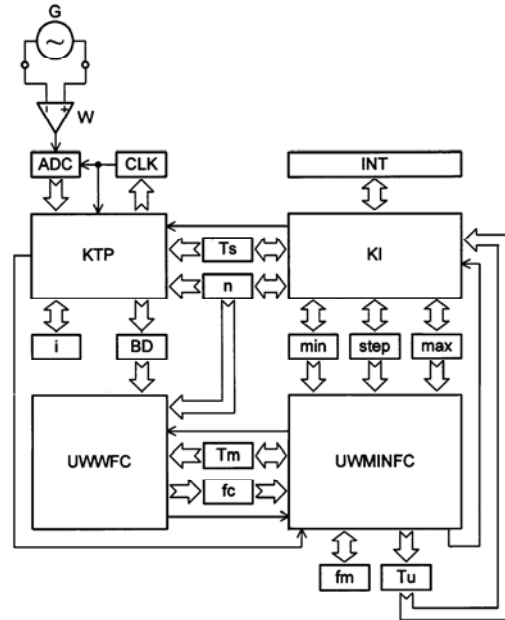 G
~
- +
W
ADC
CLK
INT
KTP
Ts
KI
n
i
BD
min
step
max
UWWFC
Tm
UWMINFC
fc
fm
Tu